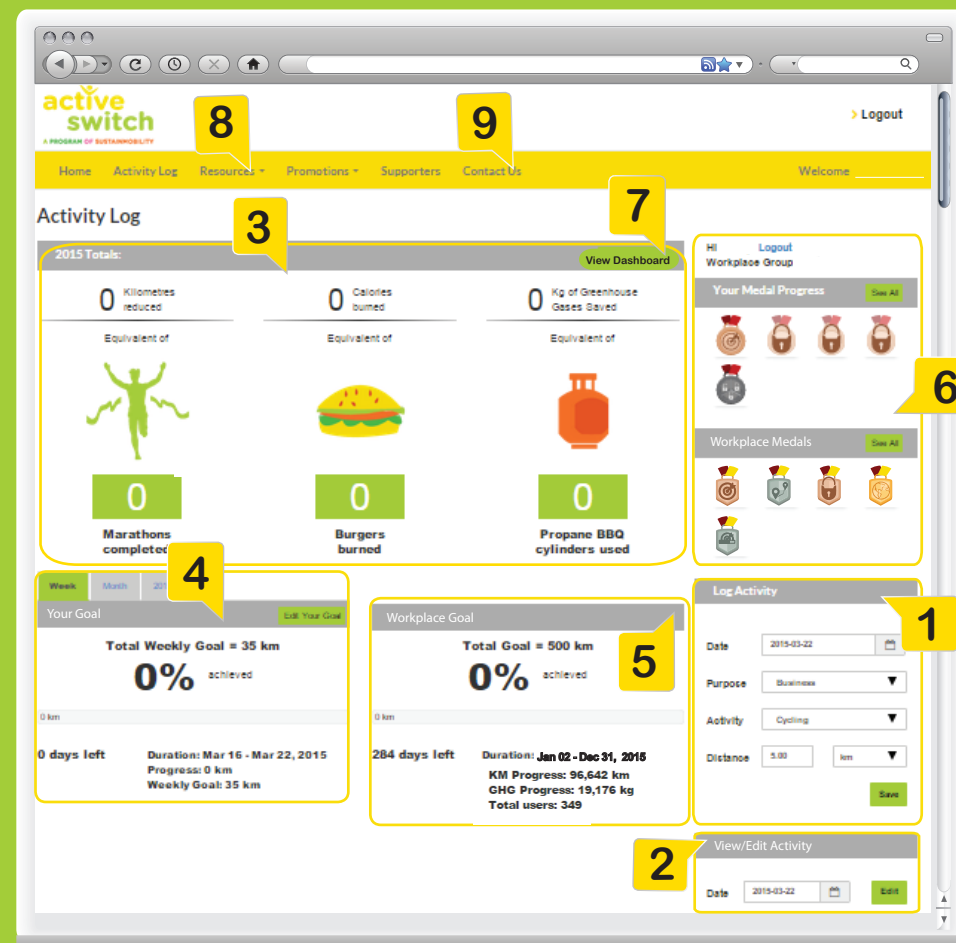 active
switch
A PROGRAM OF SUSTAINMOBILITY
> Logout
8
9
Home Activity Log Resources Promotions Supporters Contact Us Welcome
Activity Log
3
7
2015 Totals: View Dashboard
0 Kilometres reduced
0 Calories burned
0 Kg of Greenhouse Gases Saved
Equivalent of
Equivalent of
Equivalent of
0
0
0
Marathons
completed
Burgers
burned
Propane BBQ
cylinders used
Hi Logout
Workplace Group
Your Medal Progress See All
6
Workplace Medals See All
4
Week Month 201
Your Goal Edit Your Goal
Total Weekly Goal = 35 km
0% achieved
0 km
0 days left
Duration: Mar 16 - Mar 22, 2015
Progress: 0 km
Weekly Goal: 35 km
Workplace Goal
5
Total Goal = 500 km
0% achieved
0 km
284 days left
Duration: Jan 02 - Dec 31, 2015
KM Progress: 96,642 km
GHG Progress: 19,176 kg
Total users: 349
Log Activity
1
Date 2015-03-22
Purpose Business
Activity Cycling
Distance 5.00 km
Save
2
View/Edit Activity
Date 2015-03-22 Edit